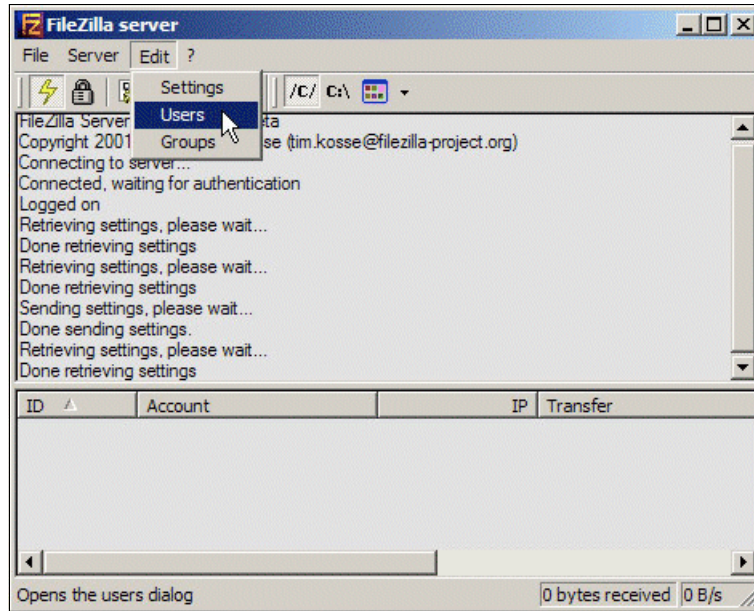 FileZilla server
File Server Edit ?
Settings
Users
Groups
/C/ C:\
FileZilla Server
Copyright 2001 se (tim.kosse@filezilla-project.org)
Connecting to server...
Connected, waiting for authentication
Logged on
Retrieving settings, please wait...
Done retrieving settings
Retrieving settings, please wait...
Done retrieving settings
Sending settings, please wait...
Done sending settings.
Retrieving settings, please wait...
Done retrieving settings
ID Account IP Transfer
Opens the users dialog 0 bytes received 0 B/s